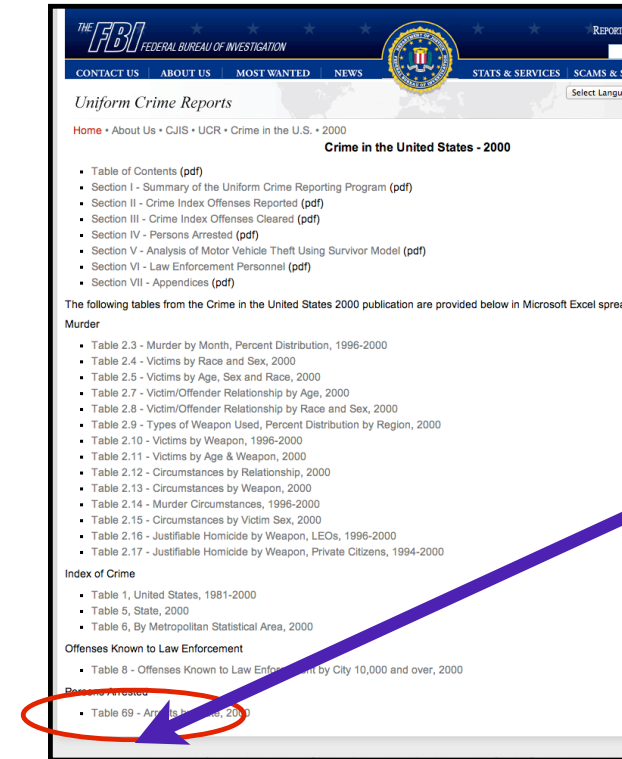 THE FBI FEDERAL BUREAU OF INVESTIGATION
REPORT
CONTACT US | ABOUT US | MOST WANTED | NEWS | STATS & SERVICES | SCAMS & S
Uniform Crime Reports
Select Langu
Home • About Us • CJIS • UCR • Crime in the U.S. • 2000
Crime in the United States - 2000
Table of Contents (pdf)
Section I - Summary of the Uniform Crime Reporting Program (pdf)
Section II - Crime Index Offenses Reported (pdf)
Section III - Crime Index Offenses Cleared (pdf)
Section IV - Persons Arrested (pdf)
Section V - Analysis of Motor Vehicle Theft Using Survivor Model (pdf)
Section VI - Law Enforcement Personnel (pdf)
Section VII - Appendices (pdf)
The following tables from the Crime in the United States 2000 publication are provided below in Microsoft Excel sprea
Murder
Table 2.3 - Murder by Month, Percent Distribution, 1996-2000
Table 2.4 - Victims by Race and Sex, 2000
Table 2.5 - Victims by Age, Sex and Race, 2000
Table 2.7 - Victim/Offender Relationship by Age, 2000
Table 2.8 - Victim/Offender Relationship by Race and Sex, 2000
Table 2.9 - Types of Weapon Used, Percent Distribution by Region, 2000
Table 2.10 - Victims by Weapon, 1996-2000
Table 2.11 - Victims by Age & Weapon, 2000
Table 2.12 - Circumstances by Relationship, 2000
Table 2.13 - Circumstances by Weapon, 2000
Table 2.14 - Murder Circumstances, 1996-2000
Table 2.15 - Circumstances by Victim Sex, 2000
Table 2.16 - Justifiable Homicide by Weapon, LEOs, 1996-2000
Table 2.17 - Justifiable Homicide by Weapon, Private Citizens, 1994-2000
Index of Crime
Table 1, United States, 1981-2000
Table 5, State, 2000
Table 6, By Metropolitan Statistical Area, 2000
Offenses Known to Law Enforcement
Table 8 - Offenses Known to Law Enforcement by City 10,000 and over, 2000
Persons Arrested
Table 69 - Arrests by State, 2000